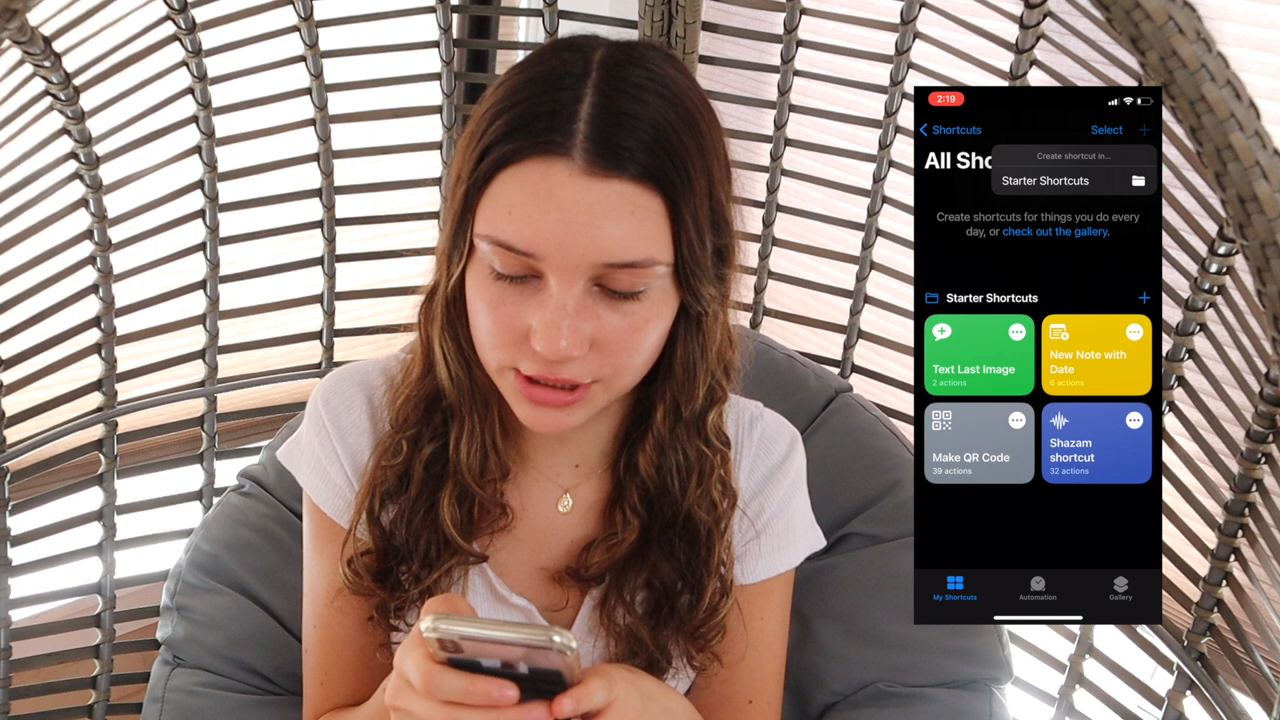 2:19
Shortcuts
Select
All Sho
Create shortcut in...
Starter Shortcuts
Create shortcuts for things you do every
day, or check out the gallery.
Starter Shortcuts
Text Last Image
2 actions
New Note with
Date
6 actions
Make QR Code
39 actions
Shazam
shortcut
32 actions
My Shortcuts
Automation
Gallery